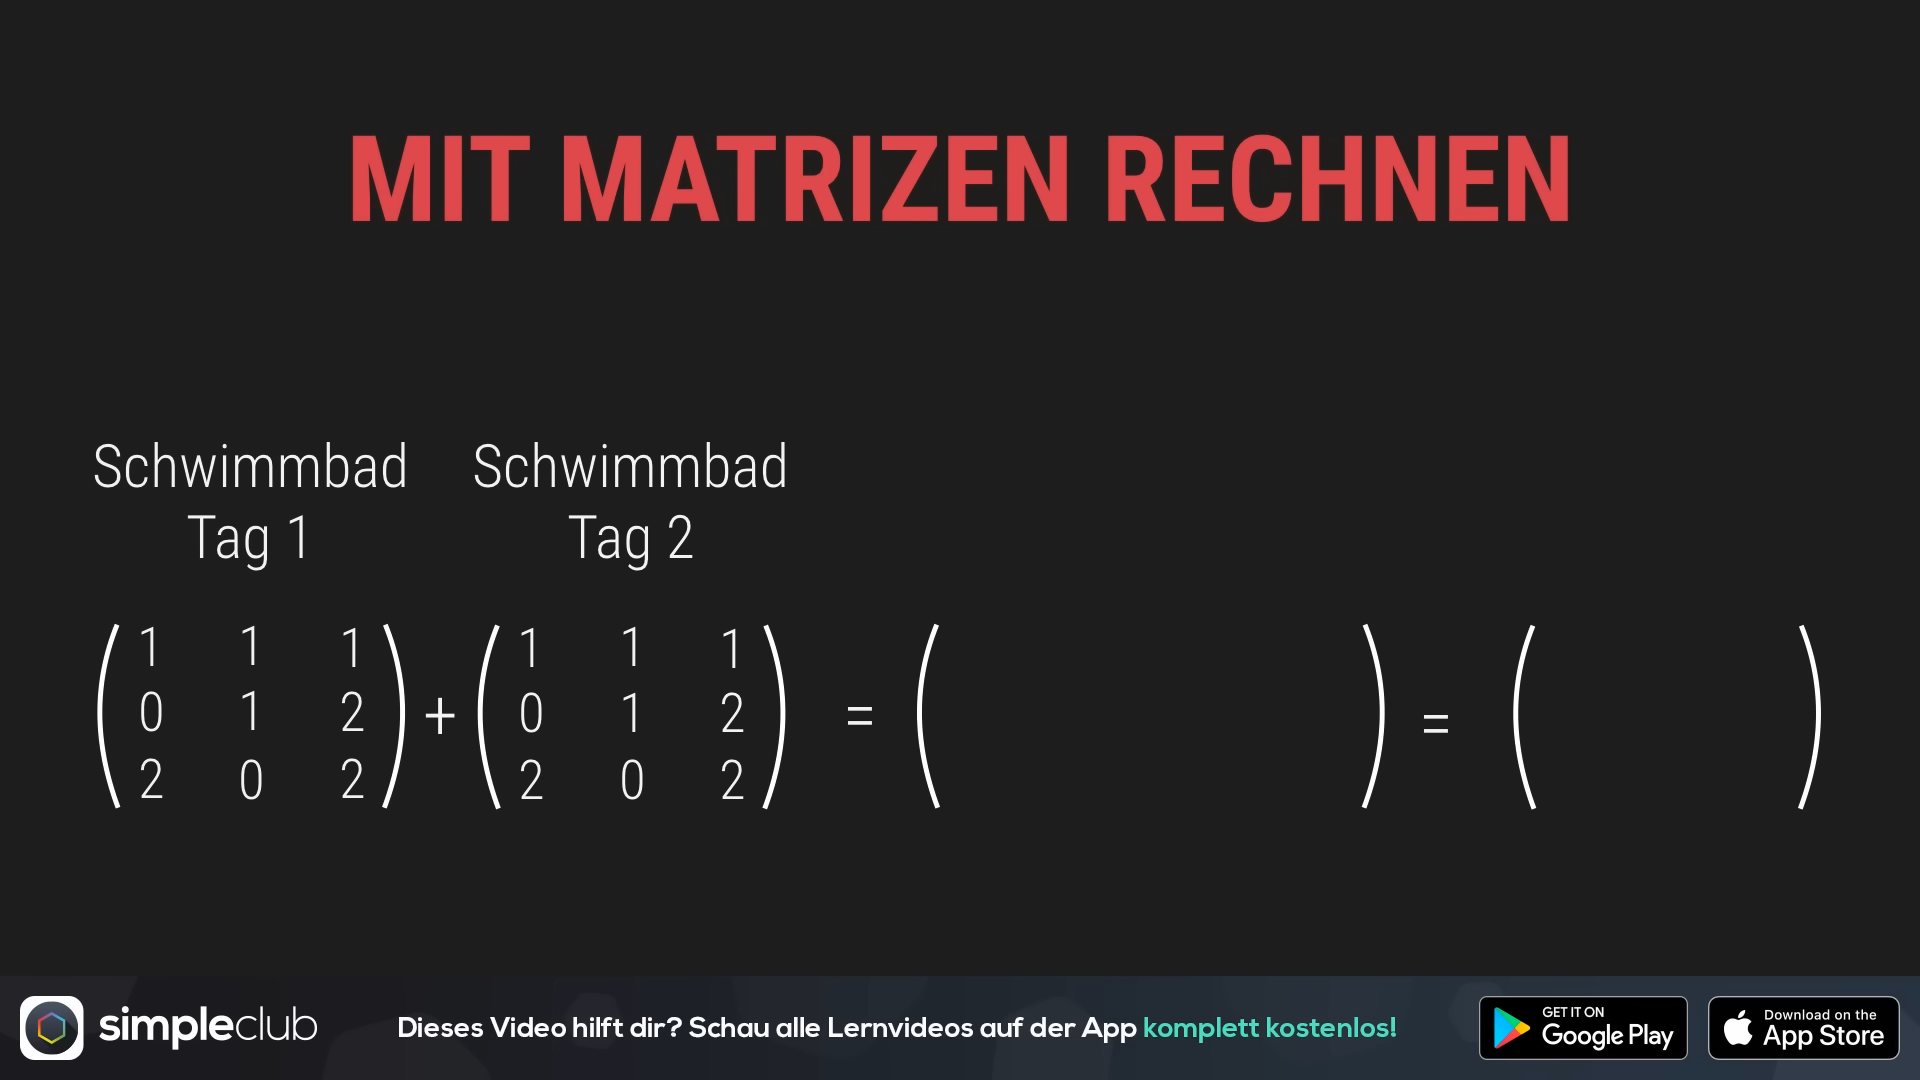 MIT MATRIZEN RECHNEN
Schwimmbad Schwimmbad
Tag 1 Tag 2
( 1 1 1 ) ( 1 1 1 ) ( ) ( )
0 1 2 + 0 1 2 = =
2 0 2 2 0 2
simpleclub Dieses Video hilft dir? Schau alle Lernvideos auf der App komplett kostenlos!
GET IT ON
Google Play
Download on the
App Store